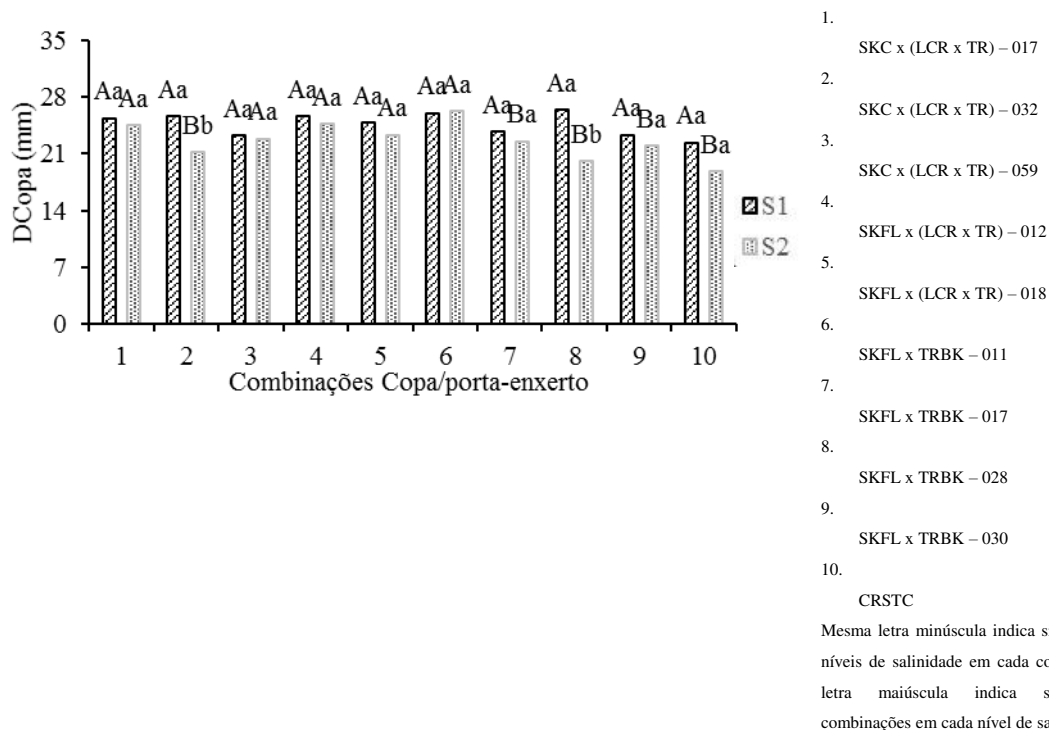 35
28
21
14
7
0
DCopa (mm)
Aa Aa Aa Bb Aa Aa Aa Aa Aa Aa Aa Aa Aa Ba Aa Bb Aa Ba Aa Ba
S1
S2
1 2 3 4 5 6 7 8 9 10
Combinações Copa/porta-enxerto
1.
SKC x (LCR x TR) – 017
2.
SKC x (LCR x TR) – 032
3.
SKC x (LCR x TR) – 059
4.
SKFL x (LCR x TR) – 012
5.
SKFL x (LCR x TR) – 018
6.
SKFL x TRBK – 011
7.
SKFL x TRBK – 017
8.
SKFL x TRBK – 028
9.
SKFL x TRBK – 030
10.
CRSTC
Mesma letra minúscula indica
níveis de salinidade em cada
letra maiúscula indica
combinações em cada nível de